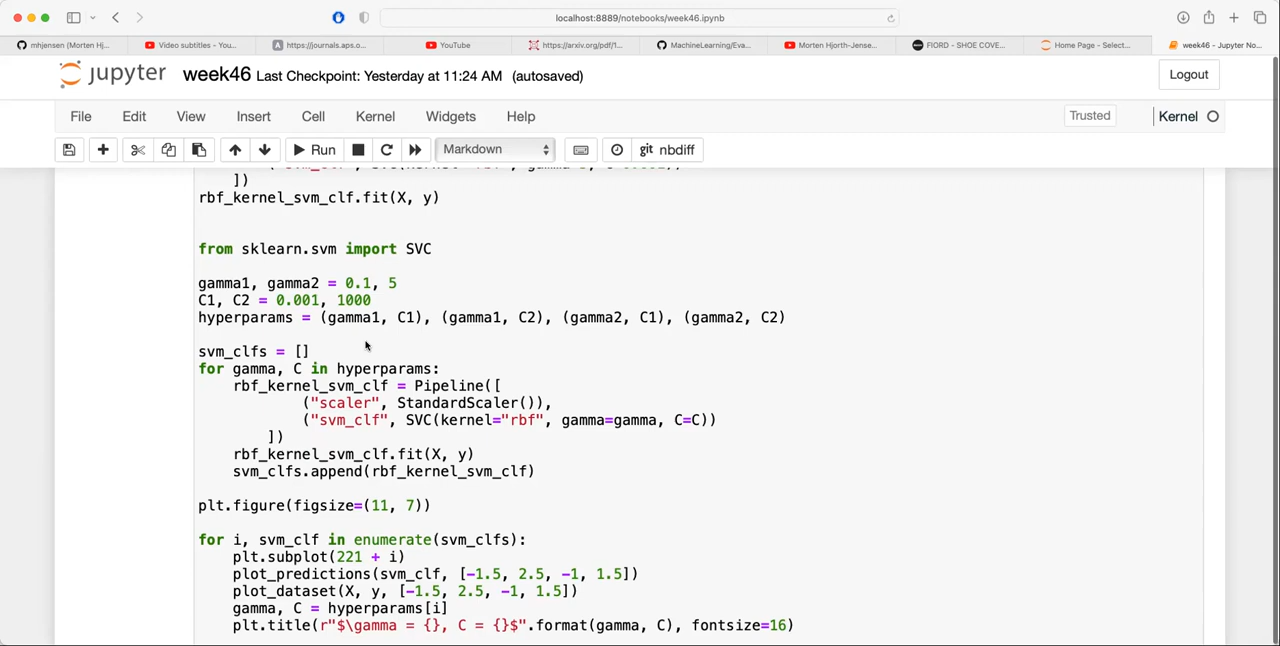 localhost:8889/notebooks/week46.ipynb
mhjensen (Morten Hj...
Video subtitles - You...
https://journals.aps.o...
YouTube
https://arxiv.org/pdf/1...
MachineLearning/Eva...
Morten Hjorth-Jense...
FIORD - SHOE COVE...
Home Page - Select...
week46 - Jupyter No...
jupyter week46 Last Checkpoint: Yesterday at 11:24 AM (autosaved)
Logout
File Edit View Insert Cell Kernel Widgets Help
Trusted
Kernel
Run
Markdown
git nbdiff
])
rbf_kernel_svm_clf.fit(X, y)
from sklearn.svm import SVC
gamma1, gamma2 = 0.1, 5
C1, C2 = 0.001, 1000
hyperparams = (gamma1, C1), (gamma1, C2), (gamma2, C1), (gamma2, C2)
svm_clfs = []
for gamma, C in hyperparams:
rbf_kernel_svm_clf = Pipeline([
("scaler", StandardScaler()),
("svm_clf", SVC(kernel="rbf", gamma=gamma, C=C))
])
rbf_kernel_svm_clf.fit(X, y)
svm_clfs.append(rbf_kernel_svm_clf)
plt.figure(figsize=(11, 7))
for i, svm_clf in enumerate(svm_clfs):
plt.subplot(221 + i)
plot_predictions(svm_clf, [-1.5, 2.5, -1, 1.5])
plot_dataset(X, y, [-1.5, 2.5, -1, 1.5])
gamma, C = hyperparams[i]
plt.title(r"$\gamma = {}, C = {}$".format(gamma, C), fontsize=16)